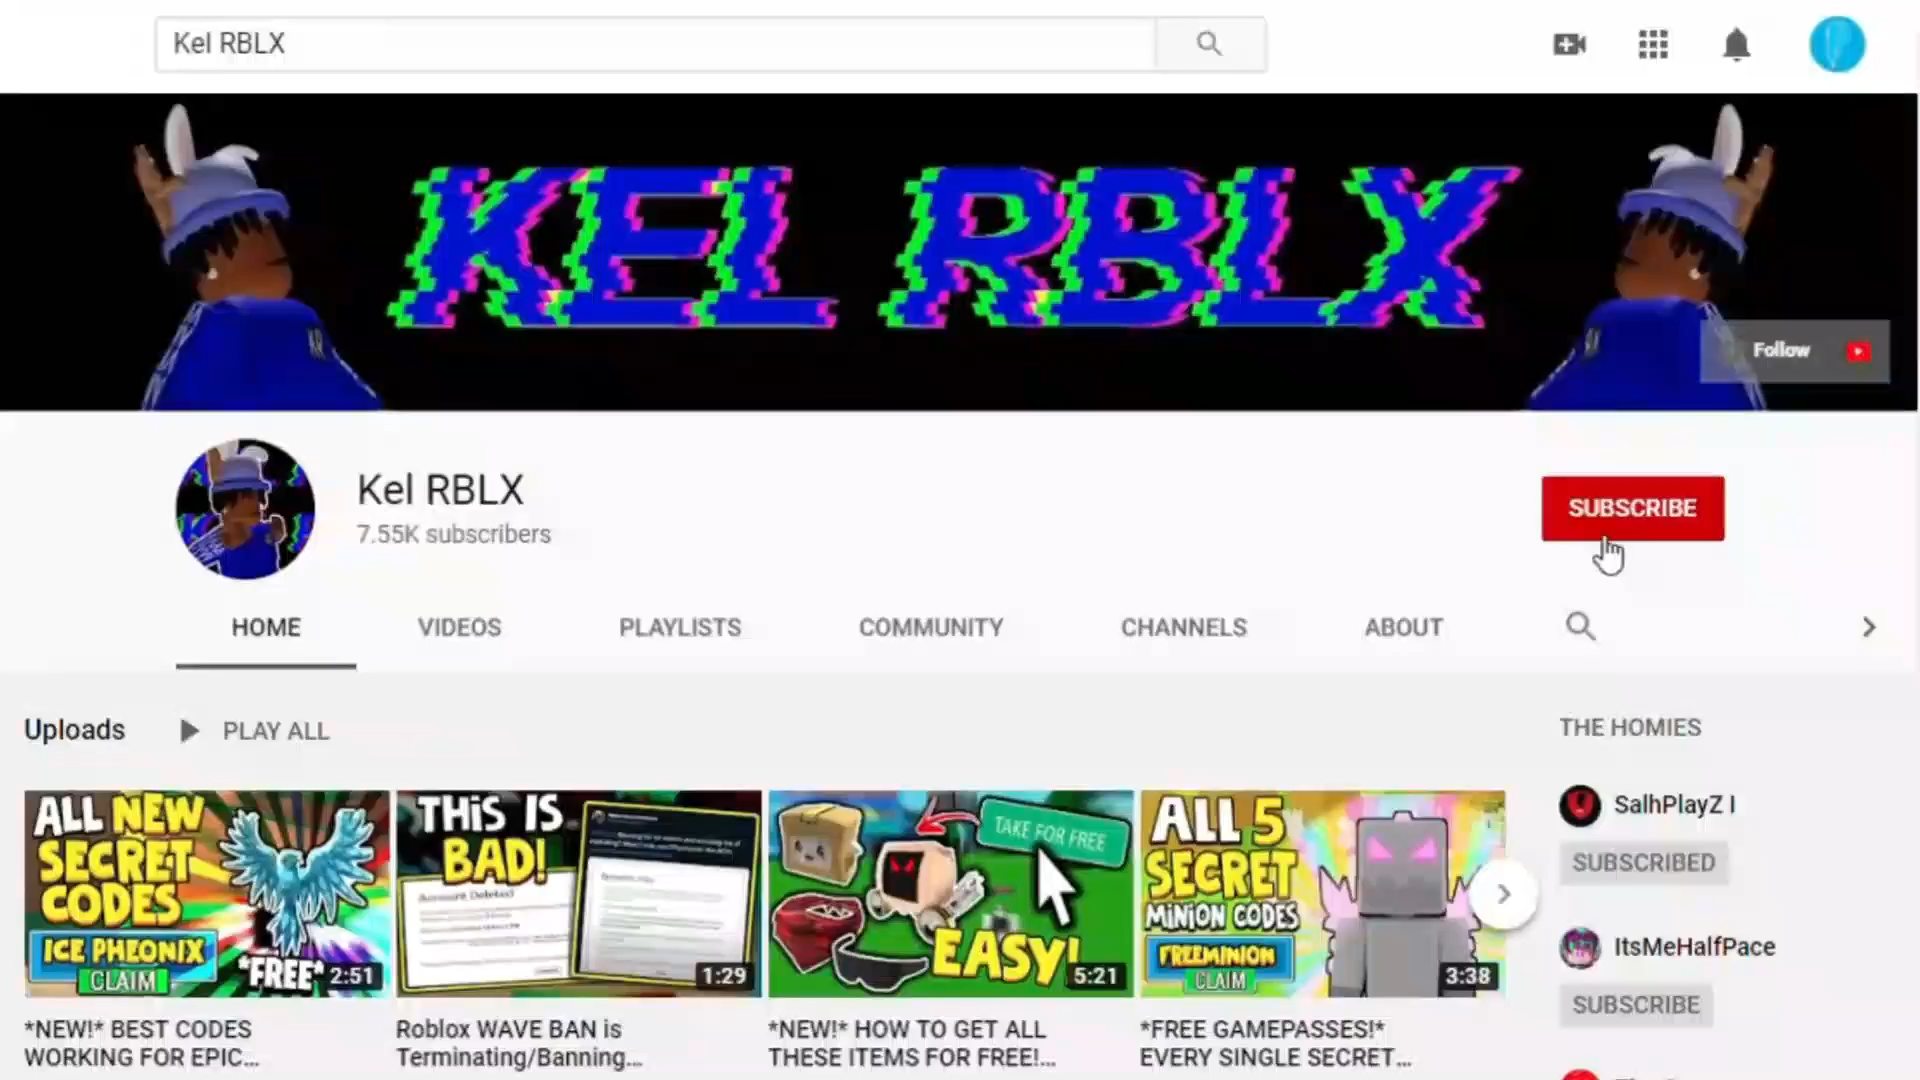 Kel RBLX
KEL RBLX
Follow
Kel RBLX
7.55K subscribers
SUBSCRIBE
HOME
VIDEOS
PLAYLISTS
COMMUNITY
CHANNELS
ABOUT
Uploads
PLAY ALL
ALL NEW
SECRET
CODES
ICE PHEONIX
CLAIM
*FREE*
2:51
*NEW!* BEST CODES
WORKING FOR EPIC...
THiS IS
BAD!
Account Deleted
1:29
Roblox WAVE BAN is
Terminating/Banning...
TAKE FOR FREE
EASY!
5:21
*NEW!* HOW TO GET ALL
THESE ITEMS FOR FREE!...
ALL 5
SECRET
MiNiON CODES
FREEMINION
CLAIM
3:38
*FREE GAMEPASSES!*
EVERY SINGLE SECRET...
THE HOMIES
SalhPlayZ I
SUBSCRIBED
ItsMeHalfPace
SUBSCRIBE